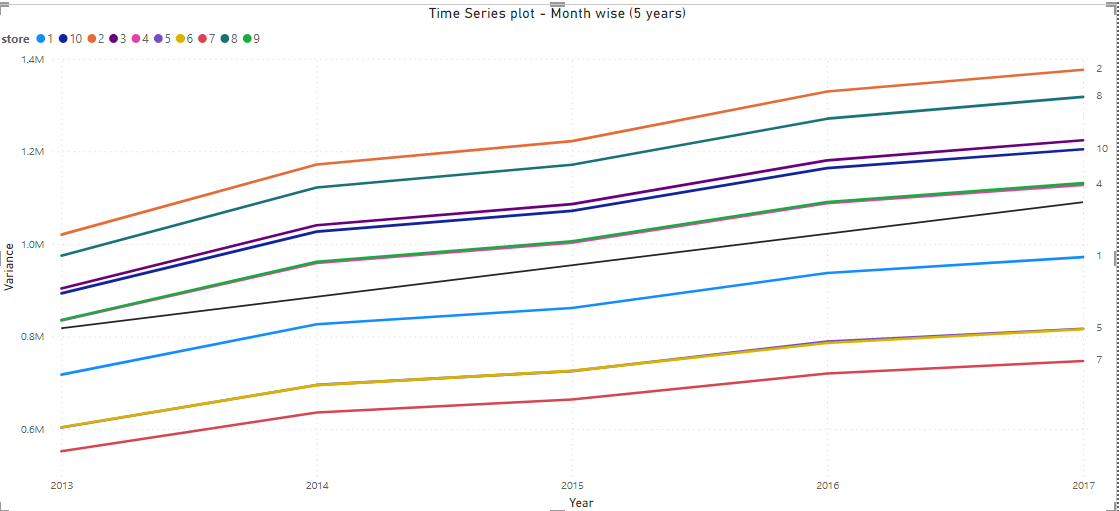 Time Series plot - Month wise (5 years)
store 1 10 2 3 4 5 6 7 8 9
1.4M
1.2M
1.0M
0.8M
0.6M
Variance
2
8
10
4
1
5
7
2013 2014 2015 2016 2017
Year